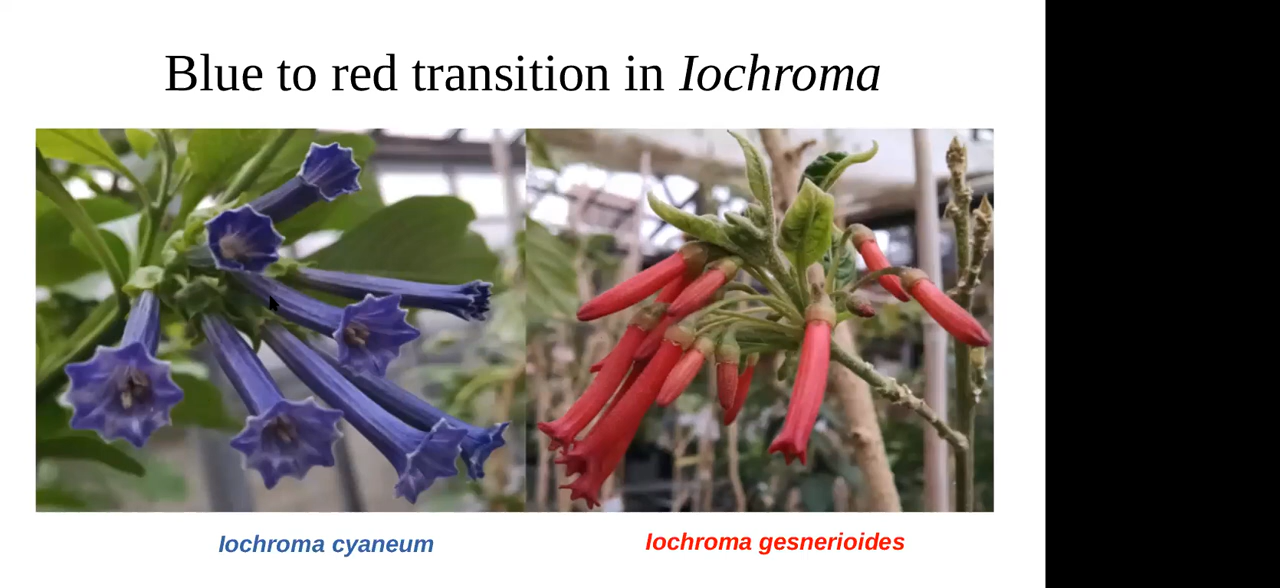 Blue to red transition in Iochroma
Iochroma cyaneum
Iochroma gesnerioides